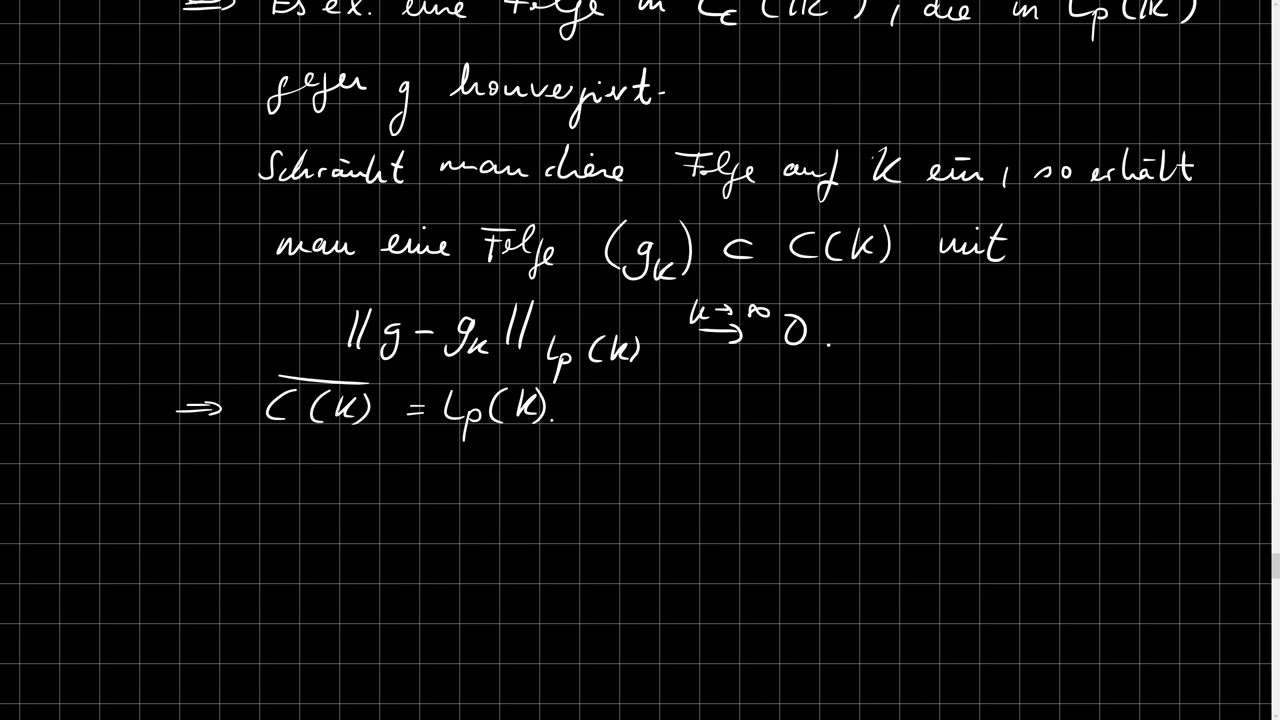 ⇒ Es ex. eine Folge in C_c(ℝ), die in L_p(ℝ)
gegen g konvergiert.
Schränkt man diese Folge auf K ein, so erhält
man eine Folge (g_k) ⊂ C(K) mit
‖g − g_k‖_{L_p(K)} →^{k→∞} 0.
⇒ \overline{C(K)} = L_p(K).